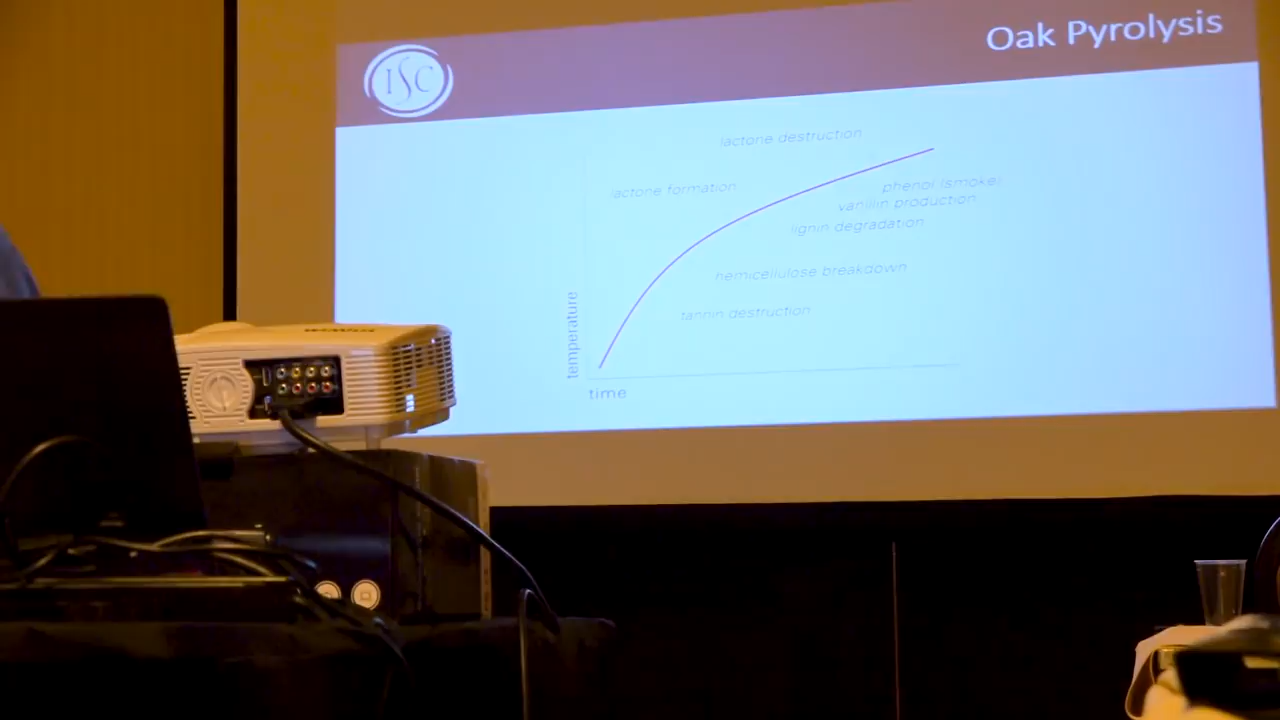 Oak Pyrolysis
ISC
lactone destruction
lactone formation
phenol (smoke)
vanillin production
lignin degradation
hemicellulose breakdown
tannin destruction
temperature
time